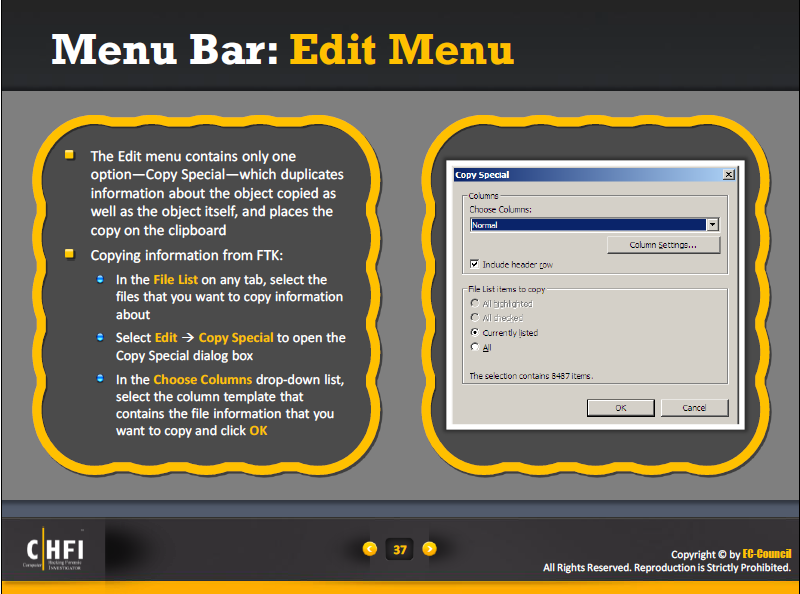 Menu Bar: Edit Menu
The Edit menu contains only one
option—Copy Special—which duplicates
information about the object copied as
well as the object itself, and places the
copy on the clipboard
Copying information from FTK:
In the File List on any tab, select the
files that you want to copy information
about
Select Edit → Copy Special to open the
Copy Special dialog box
In the Choose Columns drop-down list,
select the column template that
contains the file information that you
want to copy and click OK
Copy Special
Columns
Choose Columns:
Normal
Column Settings...
Include header row
File List items to copy
All highlighted
All checked
Currently listed
All
The selection contains 8487 items.
OK
Cancel
CHFI
Computer
Hacking Forensic
INVESTIGATOR
37
Copyright © by EC-Council
All Rights Reserved. Reproduction is Strictly Prohibited.